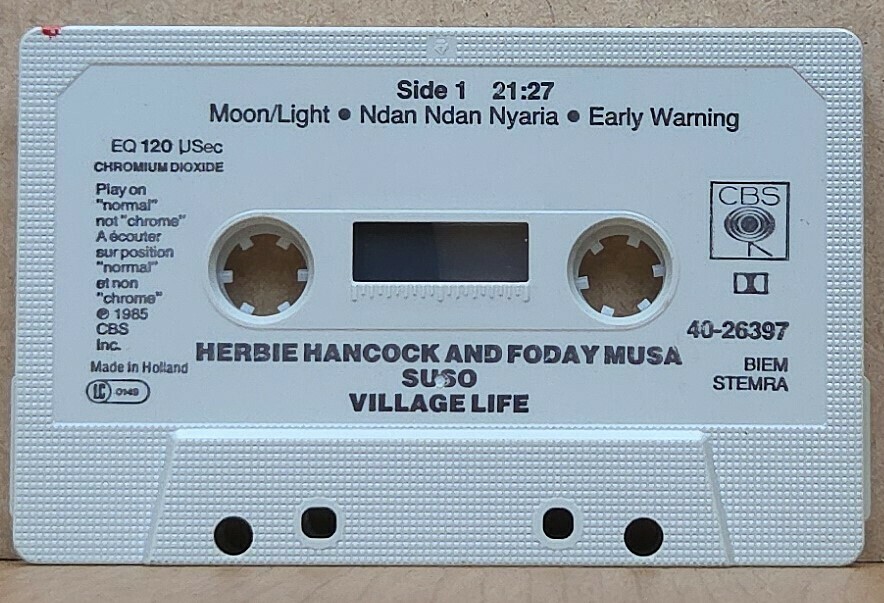 Side 1 21:27
Moon/Light • Ndan Ndan Nyaria • Early Warning
EQ 120 µSec
CHROMIUM DIOXIDE
Play on
"normal"
not "chrome"
A écouter
sur position
"normal"
et non
"chrome"
℗ 1985
CBS
Inc.
Made in Holland
LC 0149
CBS
40-26397
BIEM
STEMRA
HERBIE HANCOCK AND FODAY MUSA
SUSO
VILLAGE LIFE